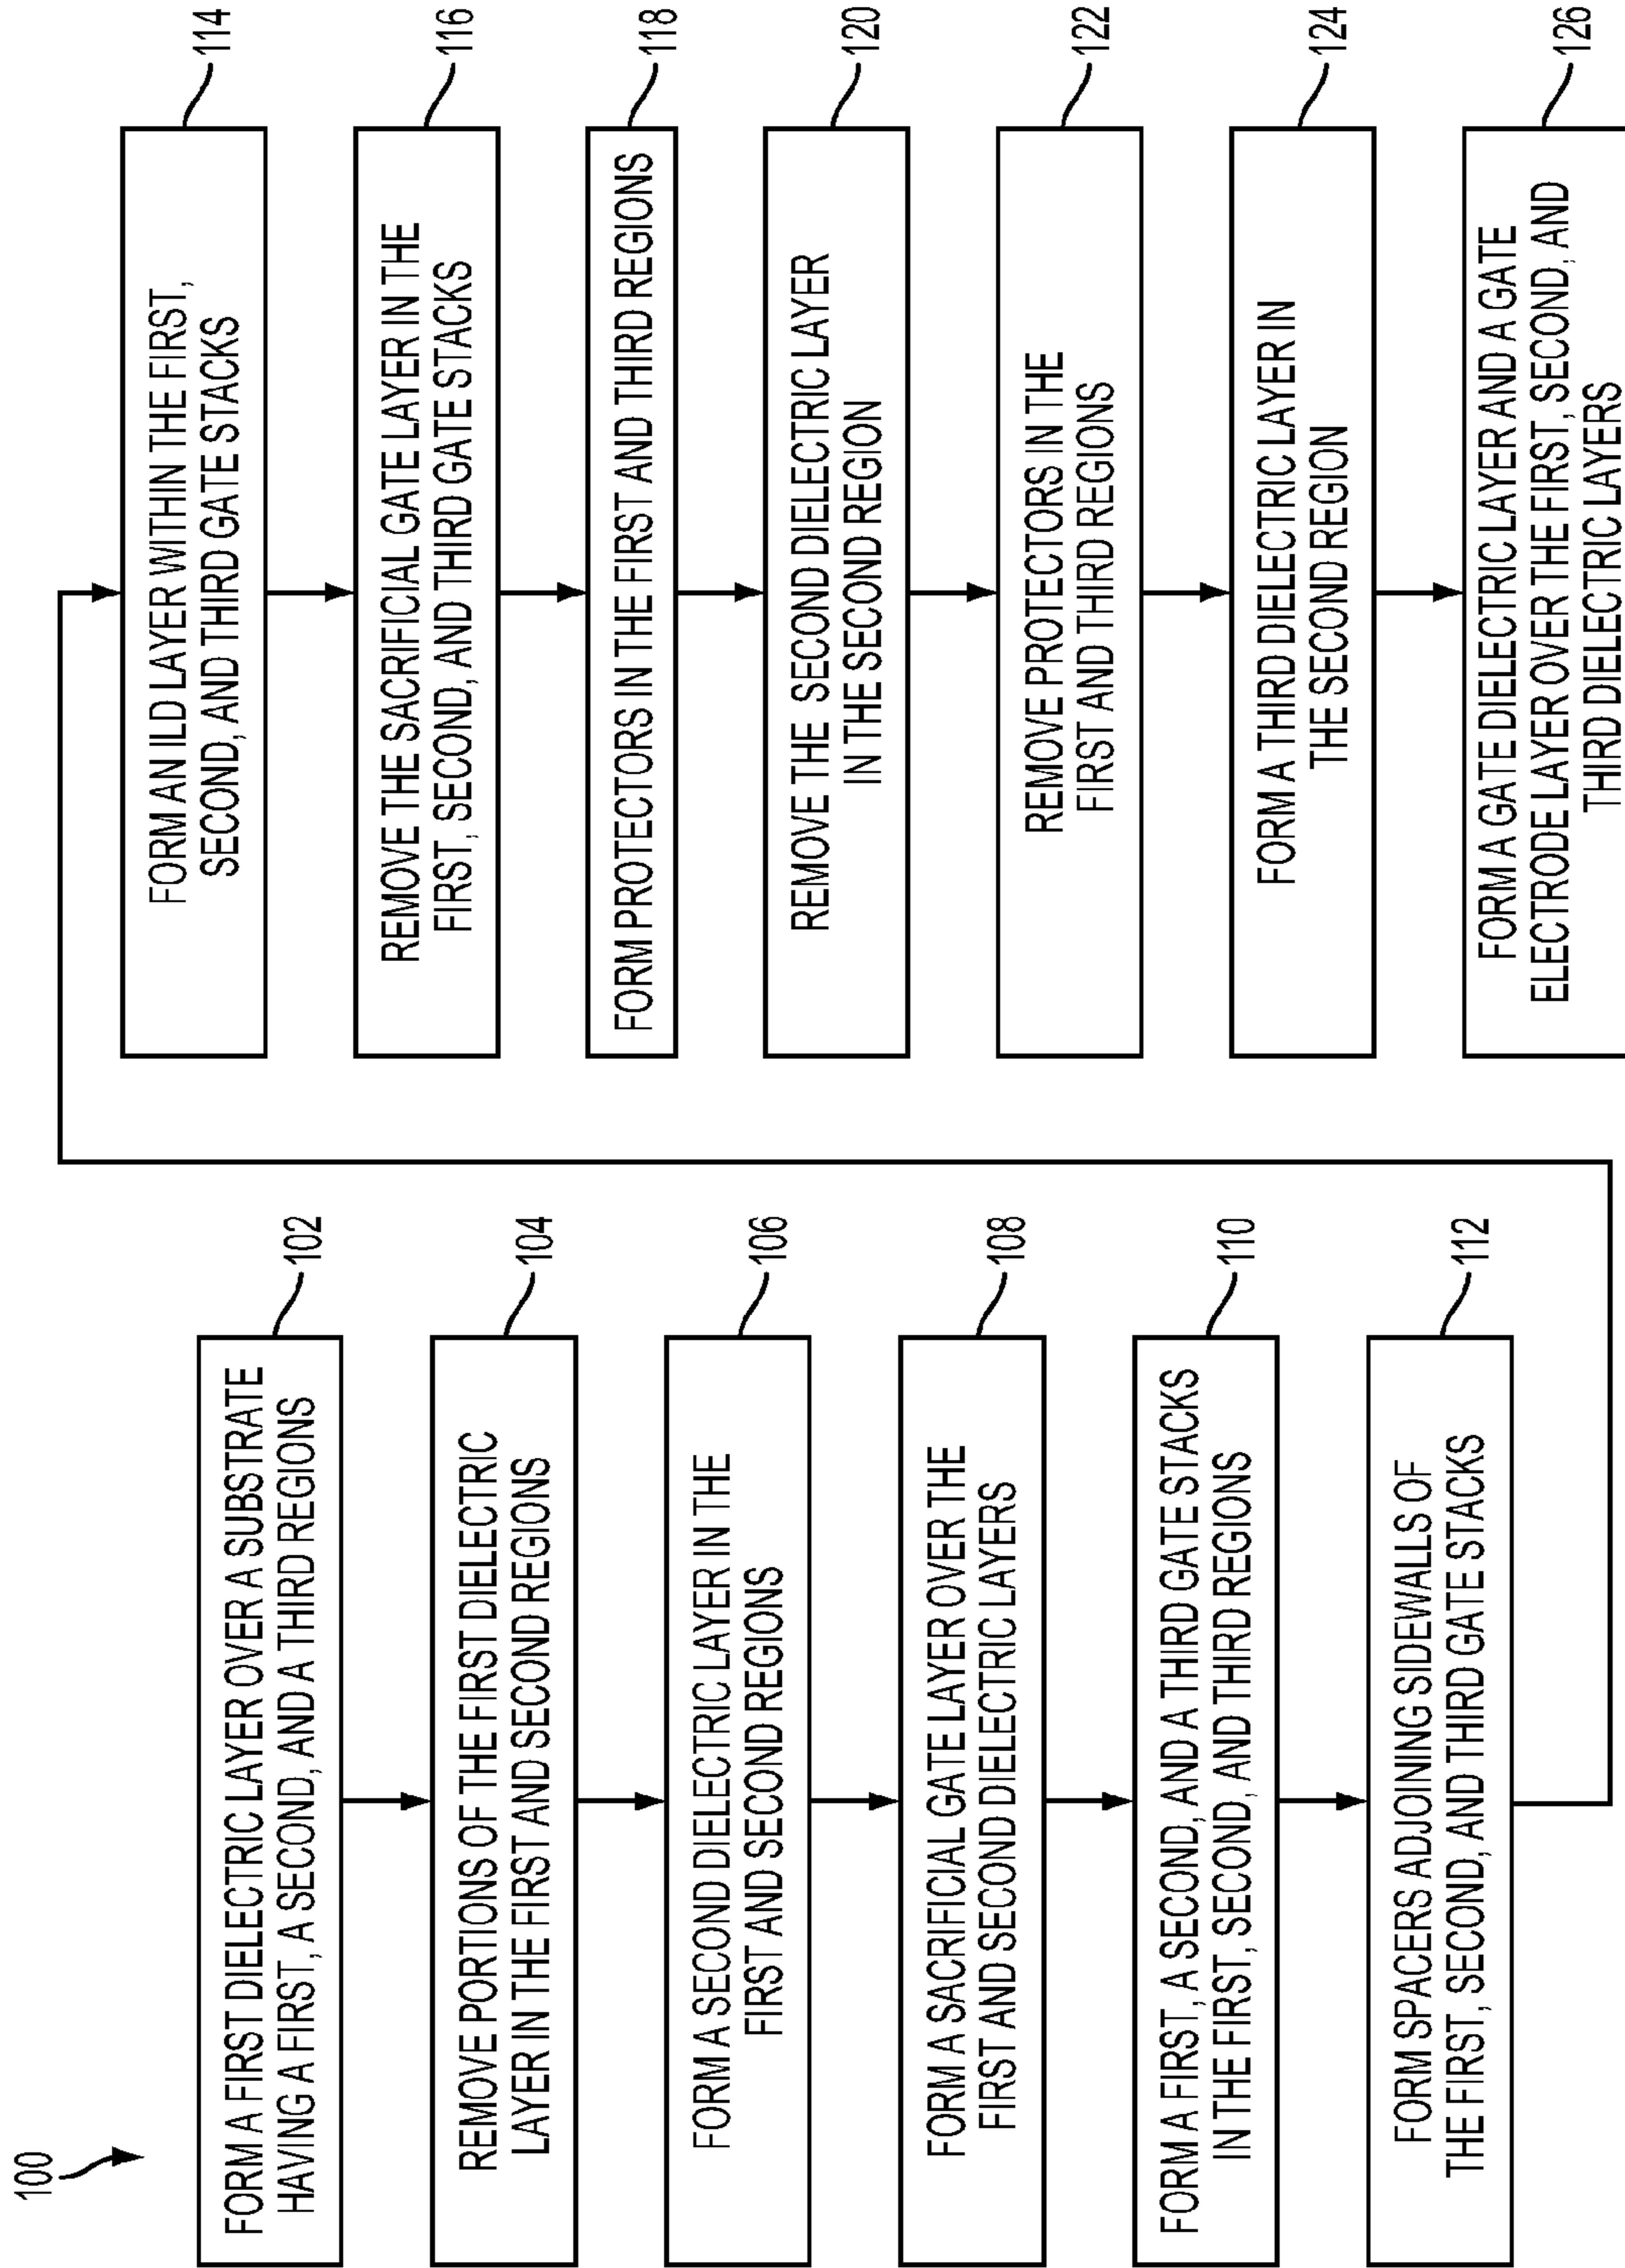 100
FORM A FIRST DIELECTRIC LAYER OVER A SUBSTRATE
HAVING A FIRST, A SECOND, AND A THIRD REGIONS
102
REMOVE PORTIONS OF THE FIRST DIELECTRIC
LAYER IN THE FIRST AND SECOND REGIONS
104
FORM A SECOND DIELECTRIC LAYER IN THE
FIRST AND SECOND REGIONS
106
FORM A SACRIFICIAL GATE LAYER OVER THE
FIRST AND SECOND DIELECTRIC LAYERS
108
FORM A FIRST, A SECOND, AND A THIRD GATE STACKS
IN THE FIRST, SECOND, AND THIRD REGIONS
110
FORM SPACERS ADJOINING SIDEWALLS OF
THE FIRST, SECOND, AND THIRD GATE STACKS
112
FORM AN ILD LAYER WITHIN THE FIRST,
SECOND, AND THIRD GATE STACKS
114
REMOVE THE SACRIFICIAL GATE LAYER IN THE
FIRST, SECOND, AND THIRD GATE STACKS
116
FORM PROTECTORS IN THE FIRST AND THIRD REGIONS
118
REMOVE THE SECOND DIELECTRIC LAYER
IN THE SECOND REGION
120
REMOVE PROTECTORS IN THE
FIRST AND THIRD REGIONS
122
FORM A THIRD DIELECTRIC LAYER IN
THE SECOND REGION
124
FORM A GATE DIELECTRIC LAYER AND A GATE
ELECTRODE LAYER OVER THE FIRST, SECOND, AND
THIRD DIELECTRIC LAYERS
126